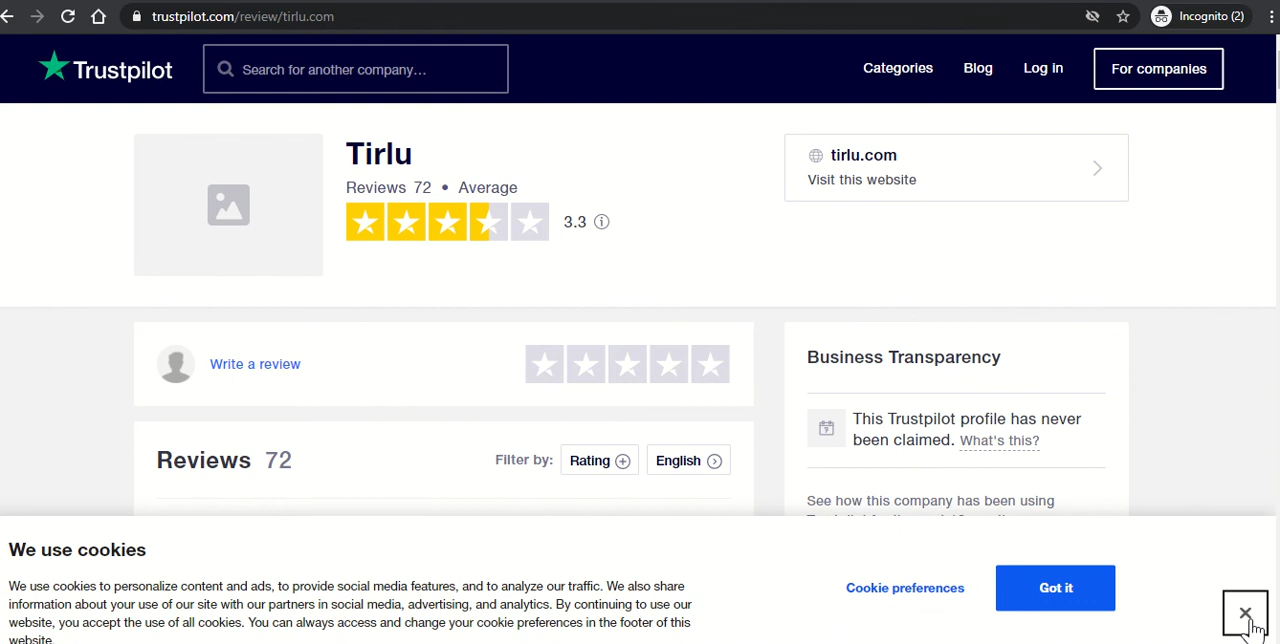 trustpilot.com/review/tirlu.com
Incognito (2)
Trustpilot
Search for another company...
Categories
Blog
Log in
For companies
Tirlu
Reviews 72 • Average
3.3
tirlu.com
Visit this website
Write a review
Business Transparency
This Trustpilot profile has never
been claimed. What's this?
Reviews 72
Filter by:
Rating
English
See how this company has been using
We use cookies
We use cookies to personalize content and ads, to provide social media features, and to analyze our traffic. We also share
information about your use of our site with our partners in social media, advertising, and analytics. By continuing to use our
website, you accept the use of all cookies. You can always access and change your cookie preferences in the footer of this
website.
Cookie preferences
Got it